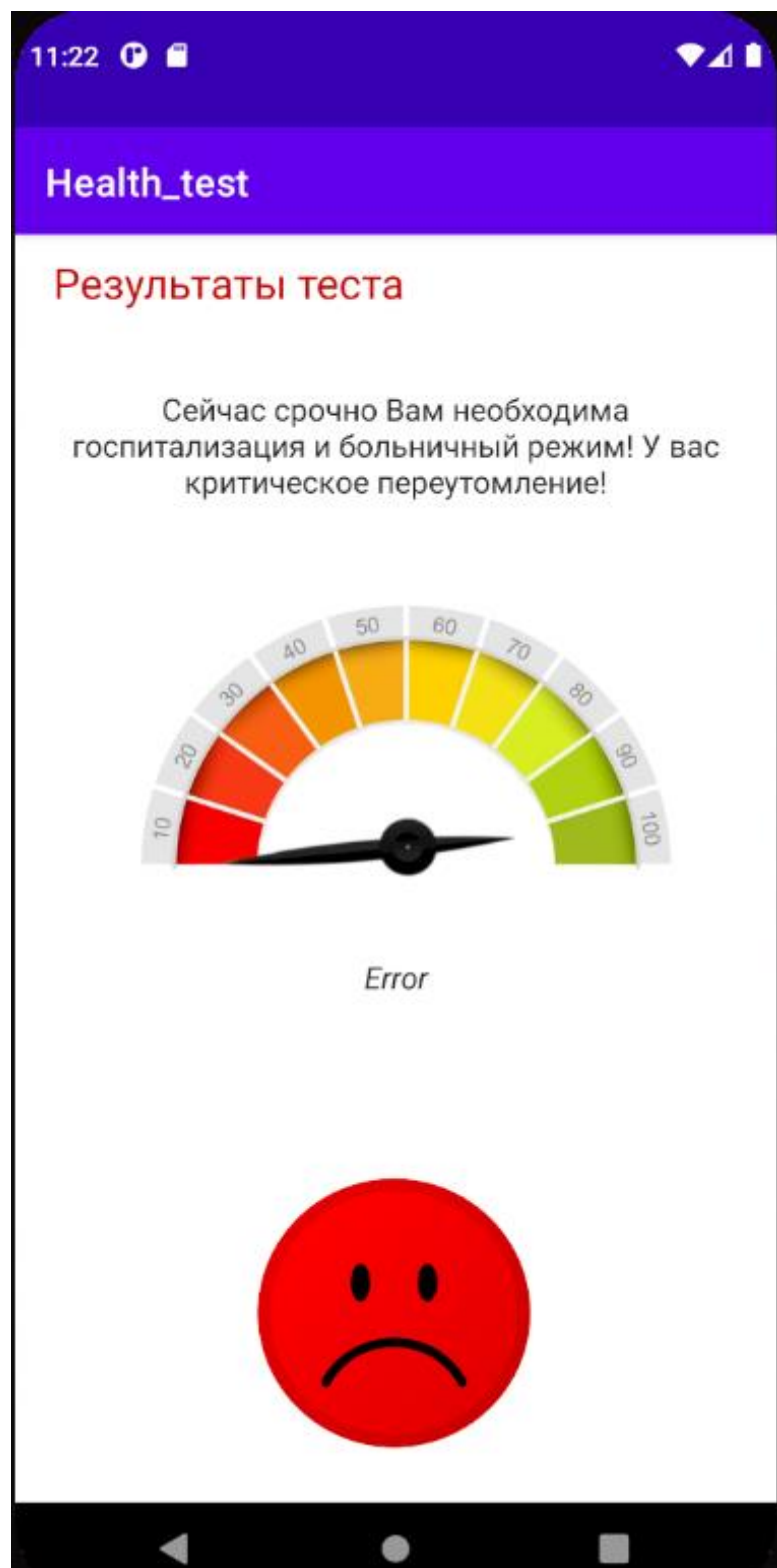 11:22
Health_test
Результаты теста
Сейчас срочно Вам необходима
госпитализация и больничный режим! У вас
критическое переутомление!
10
20
30
40
50
60
70
80
90
100
Error